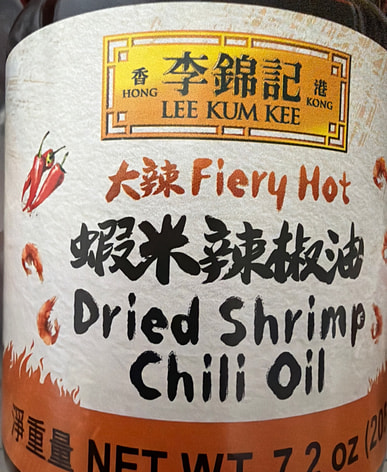 香 李錦記 港
HONG LEE KUM KEE KONG
大辣 Fiery Hot
蝦米辣椒油
Dried Shrimp
Chili Oil
淨重量 NET WT. 7.2 oz